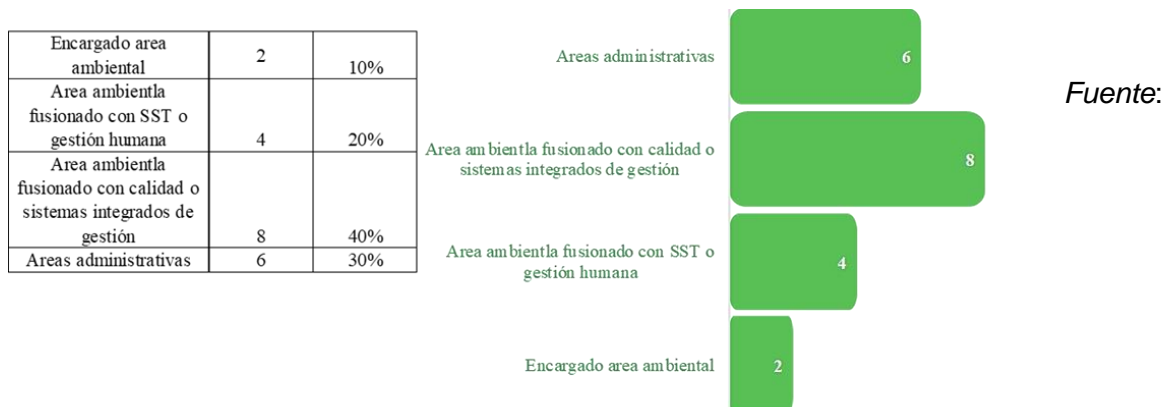 Encargado area
ambiental
2
10%
Area ambientla
fusionado con SST o
gestión humana
4
20%
Area ambientla
fusionado con calidad o
sistemas integrados de
gestión
8
40%
Areas administrativas
6
30%
Areas administrativas
6
Area ambientla fusionado con calidad o
sistemas integrados de gestión
8
Area ambientla fusionado con SST o
gestión humana
4
Encargado area ambiental
2
Fuente: